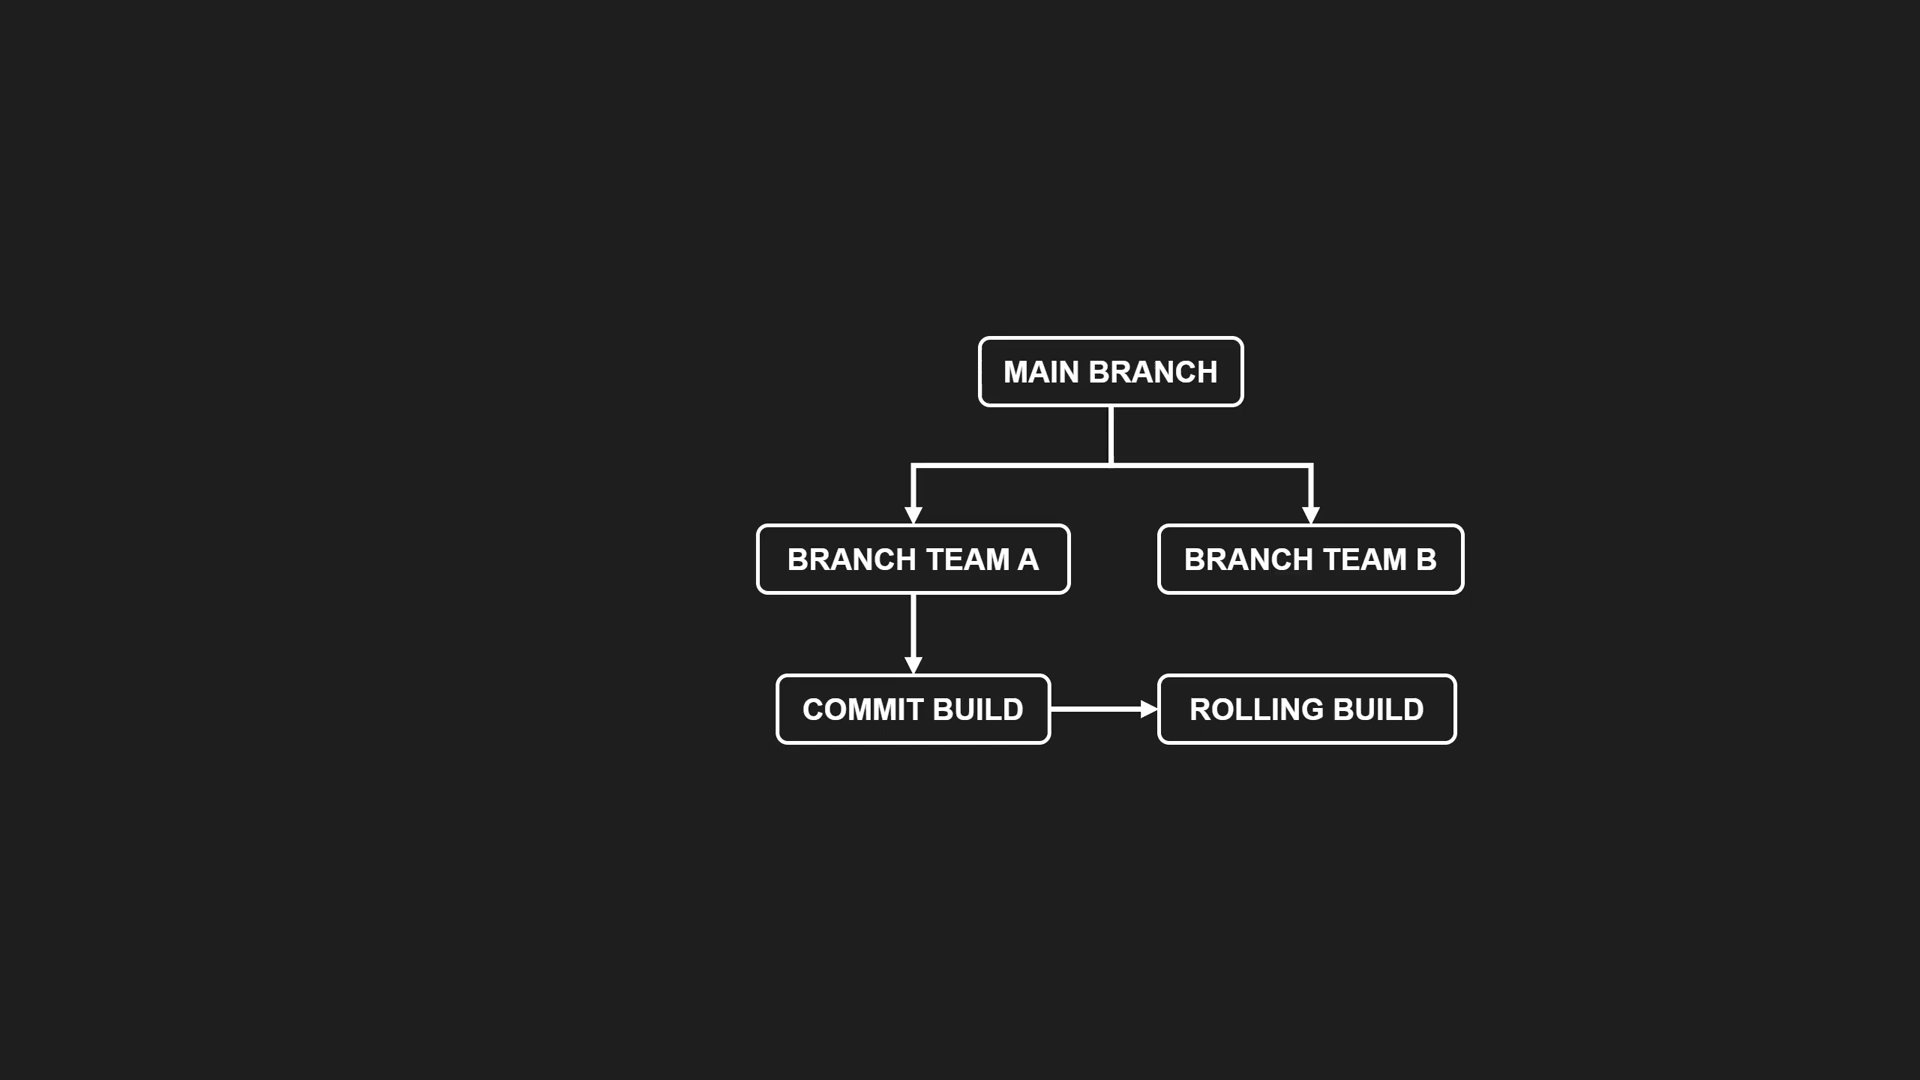 MAIN BRANCH
BRANCH TEAM A
BRANCH TEAM B
COMMIT BUILD
ROLLING BUILD